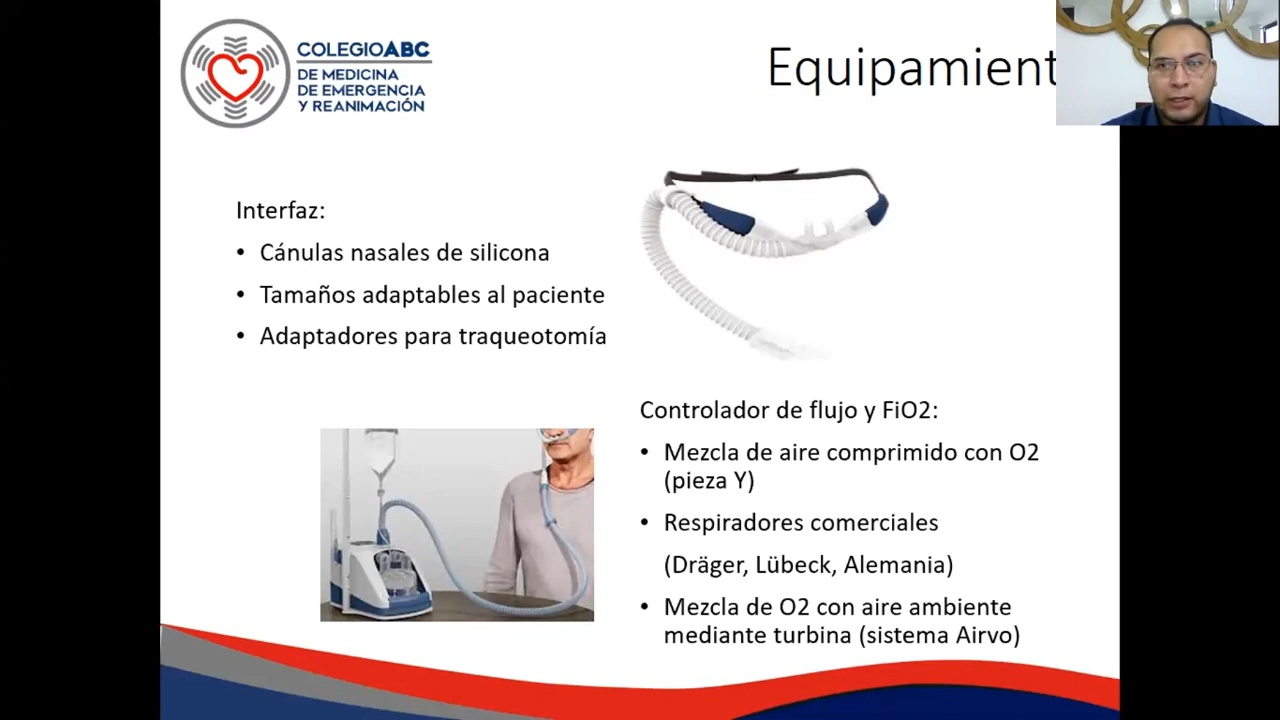 COLEGIOABC
DE MEDICINA
DE EMERGENCIA
Y REANIMACIÓN
Equipamient
Interfaz:
• Cánulas nasales de silicona
• Tamaños adaptables al paciente
• Adaptadores para traqueotomía
Controlador de flujo y FiO2:
• Mezcla de aire comprimido con O2
(pieza Y)
• Respiradores comerciales
(Dräger, Lübeck, Alemania)
• Mezcla de O2 con aire ambiente
mediante turbina (sistema Airvo)